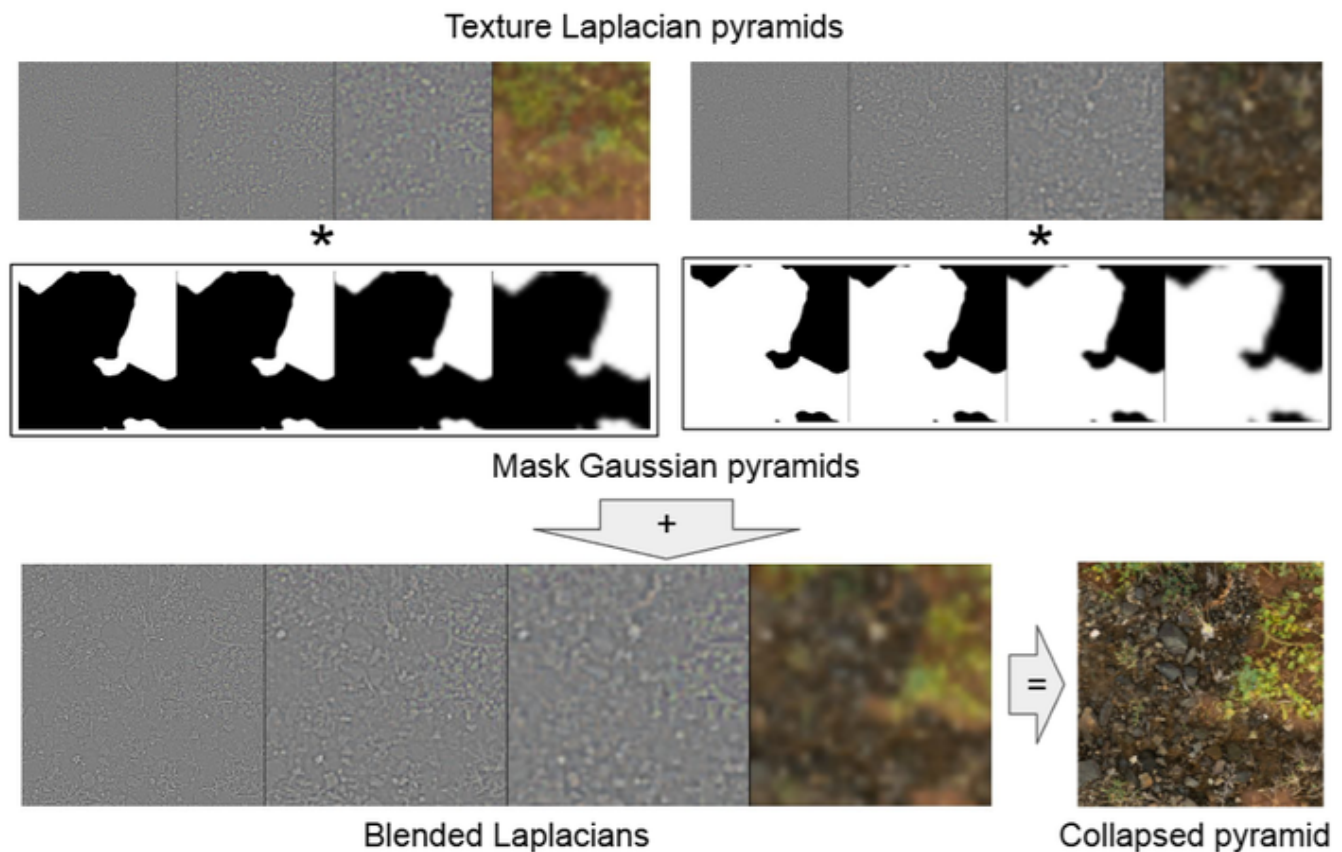 Texture Laplacian pyramids
* *
Mask Gaussian pyramids
+
=
Blended Laplacians
Collapsed pyramid